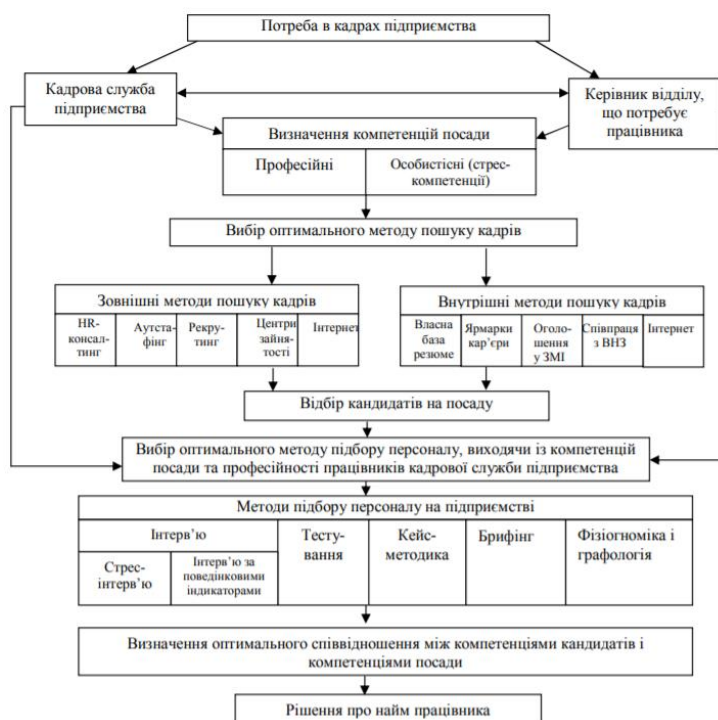 Потреба в кадрах підприємства
Кадрова служба
підприємства
Керівник відділу,
що потребує
працівника
Визначення компетенцій посади
Професійні
Особистісні (стрес-
компетенції)
Вибір оптимального методу пошуку кадрів
Зовнішні методи пошуку кадрів
HR-
консал-
тинг
Аутста-
фінг
Рекру-
тинг
Центри
зайня-
тості
Інтернет
Внутрішні методи пошуку кадрів
Власна
база
резюме
Ярмарки
кар’єри
Оголо-
шення
у ЗМІ
Співпраця
з ВНЗ
Інтернет
Відбір кандидатів на посаду
Вибір оптимального методу підбору персоналу, виходячи із компетенцій
посади та професійності працівників кадрової служби підприємства
Методи підбору персоналу на підприємстві
Інтерв’ю
Стрес-
інтерв’ю
Інтерв’ю за
поведінковими
індикаторами
Тесту-
вання
Кейс-
методика
Брифінг
Фізіогноміка і
графологія
Визначення оптимального співвідношення між компетенціями кандидатів і
компетенціями посади
Рішення про найм працівника